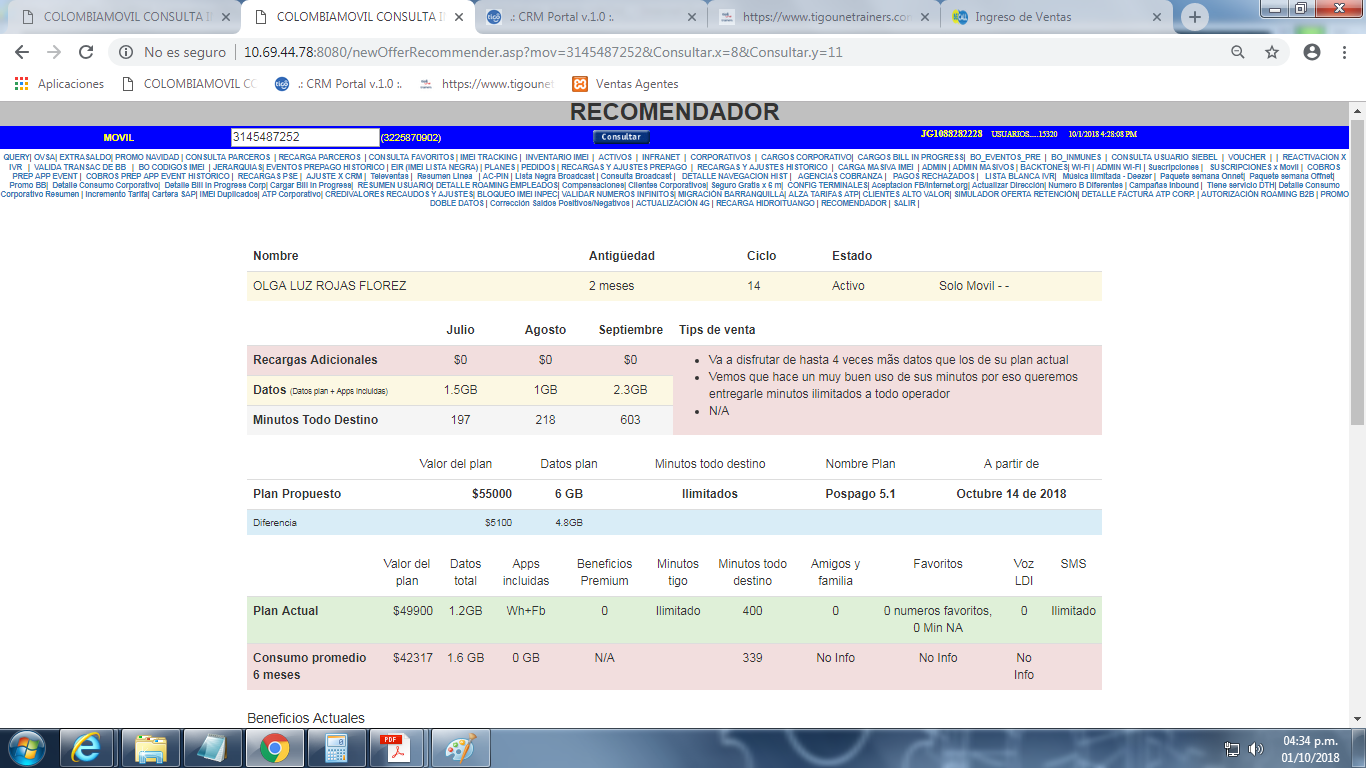 COLOMBIAMOVIL CONSULTA I
COLOMBIAMOVIL CONSULTA I
.: CRM Portal v.1.0 :.
https://www.tigounetrainers.co
Ingreso de Ventas
No es seguro
10.69.44.78:8080/newOfferRecommender.asp?mov=3145487252&Consultar.x=8&Consultar.y=11
Aplicaciones
COLOMBIAMOVIL CO
.: CRM Portal v.1.0 :.
https://www.tigounet
Ventas Agentes
RECOMENDADOR
MOVIL
3145487252
(3225870902)
Consultar
JG1088282228
USUARIOS.....15320
10/1/2018 4:28:08 PM
QUERY| OVSA| EXTRASALDO| PROMO NAVIDAD | CONSULTA PARCEROS | RECARGA PARCEROS | CONSULTA FAVORITOS | IMEI TRACKING | INVENTARIO IMEI | ACTIVOS | INFRANET | CORPORATIVOS | CARGOS CORPORATIVO| CARGOS BILL IN PROGRESS| BO_EVENTOS_PRE | BO_INMUNES | CONSULTA USUARIO SIEBEL | VOUCHER | | REACTIVACION X
IVR | VALIDA TRANSAC DE BB | BO CODIGOS IMEI | JERARQUIAS| EVENTOS PREPAGO HISTORICO | EIR (IMEI LISTA NEGRA) | PLANES | PEDIDOS | RECARGAS Y AJUSTES PREPAGO | RECARGAS Y AJUSTES HISTORICO | CARGA MASIVA IMEI | ADMIN | ADMIN MASIVOS | BACKTONES| WI-FI | ADMIN WI-FI | Suscripciones | SUSCRIPCIONES x Movil | COBROS
PREP APP EVENT | COBROS PREP APP EVENT HISTORICO | RECARGAS PSE | AJUSTE X CRM | Televentas | Resumen Linea | AC-PIN | Lista Negra Broadcast | Consulta Broadcast | DETALLE NAVEGACION HIST | AGENCIAS COBRANZA | PAGOS RECHAZADOS | LISTA BLANCA IVR| Música Ilimitada - Deezer | Paquete semana Onnet| Paquete semana Offnet|
Promo BB| Detalle Consumo Corporativo| Detalle Bill In Progress Corp| Cargar Bill In Progress| RESUMEN USUARIO| DETALLE ROAMING EMPLEADOS| Compensaciones| Clientes Corporativos| Seguro Gratis x 6 m| CONFIG TERMINALES| Aceptacion FB/Internet.org| Actualizar Dirección| Numero B Diferentes | Campañas Inbound | Tiene servicio DTH| Detalle Consumo
Corporativo Resumen | Incremento Tarifa| Cartera SAP| IMEI Duplicados| ATP Corporativo| CREDIVALORES RECAUDOS Y AJUSTES| BLOQUEO IMEI INPEC| VALIDAR NUMEROS INFINITOS| MIGRACIÓN BARRANQUILLA| ALZA TARIFAS ATP| CLIENTES ALTO VALOR| SIMULADOR OFERTA RETENCIÓN| DETALLE FACTURA ATP CORP. | AUTORIZACIÓN ROAMING B2B | PROMO
DOBLE DATOS | Corrección Saldos Positivos/Negativos | ACTUALIZACIÓN 4G | RECARGA HIDROITUANGO | RECOMENDADOR | SALIR |
Nombre Antigüedad Ciclo Estado
OLGA LUZ ROJAS FLOREZ 2 meses 14 Activo Solo Movil - -
Julio Agosto Septiembre Tips de venta
Recargas Adicionales $0 $0 $0
Datos (Datos plan + Apps Incluidas) 1.5GB 1GB 2.3GB
Minutos Todo Destino 197 218 603
Va a disfrutar de hasta 4 veces mãs datos que los de su plan actual
Vemos que hace un muy buen uso de sus minutos por eso queremos
entregarle minutos ilimitados a todo operador
N/A
Valor del plan Datos plan Minutos todo destino Nombre Plan A partir de
Plan Propuesto $55000 6 GB Ilimitados Pospago 5.1 Octubre 14 de 2018
Diferencia $5100 4.8GB
Valor del Datos Apps Beneficios Minutos Minutos todo Amigos y Favoritos Voz SMS
plan total incluidas Premium tigo destino familia LDI
Plan Actual $49900 1.2GB Wh+Fb 0 Ilimitado 400 0 0 numeros favoritos, 0 Ilimitado
0 Min NA
Consumo promedio $42317 1.6 GB 0 GB N/A 339 No Info No Info No
6 meses Info
Beneficios Actuales
PDF
04:34 p.m.
01/10/2018